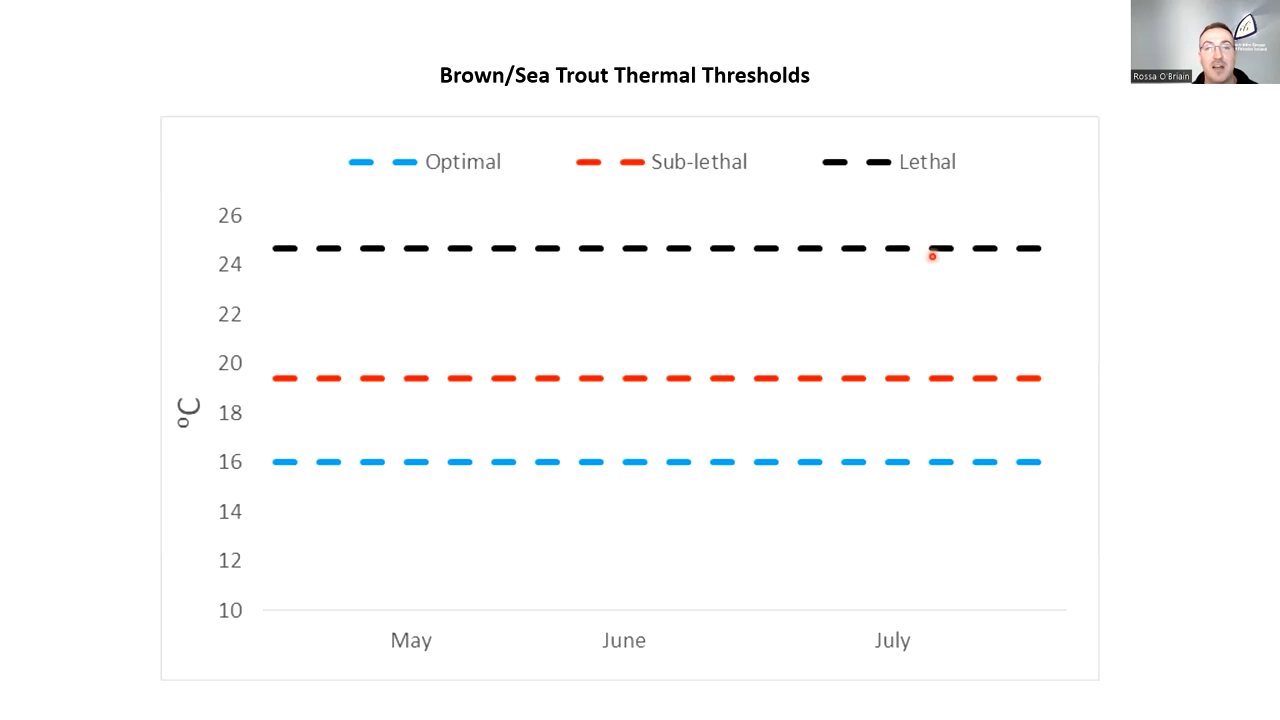 Brown/Sea Trout Thermal Thresholds
Rossa O'Briain
Optimal Sub-lethal Lethal
26
24
22
20
18
16
14
12
10
ºC
May June July